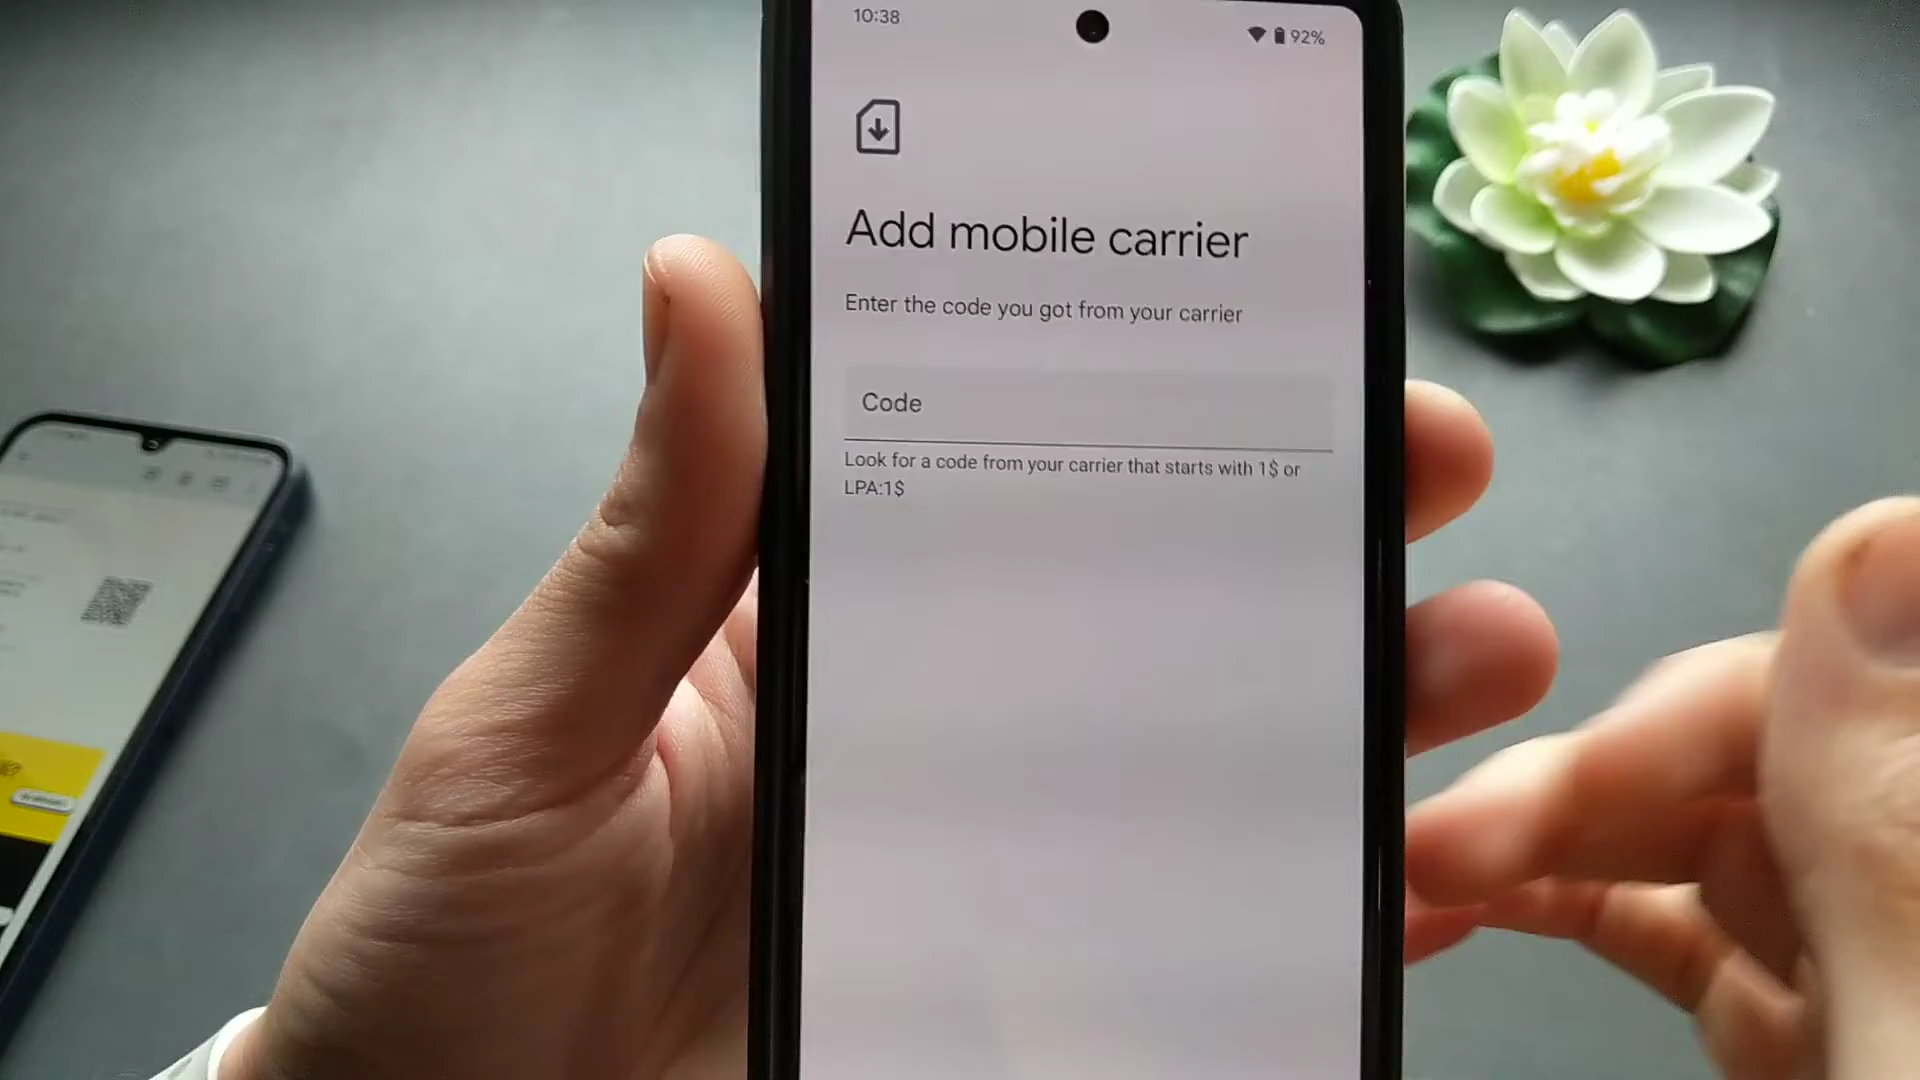 10:38
92%
Add mobile carrier
Enter the code you got from your carrier
Code
Look for a code from your carrier that starts with 1$ or
LPA:1$